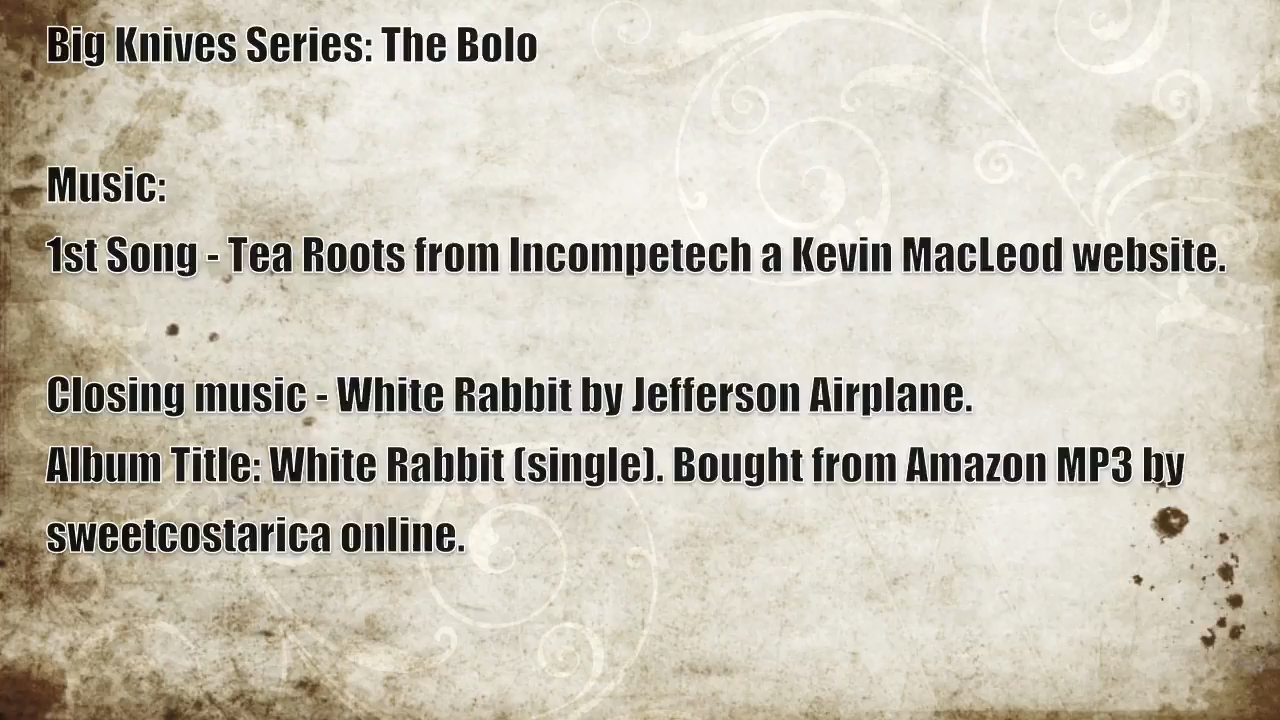 Big Knives Series: The Bolo
Music:
1st Song - Tea Roots from Incompetech a Kevin MacLeod website.
Closing music - White Rabbit by Jefferson Airplane.
Album Title: White Rabbit (single). Bought from Amazon MP3 by
sweetcostarica online.